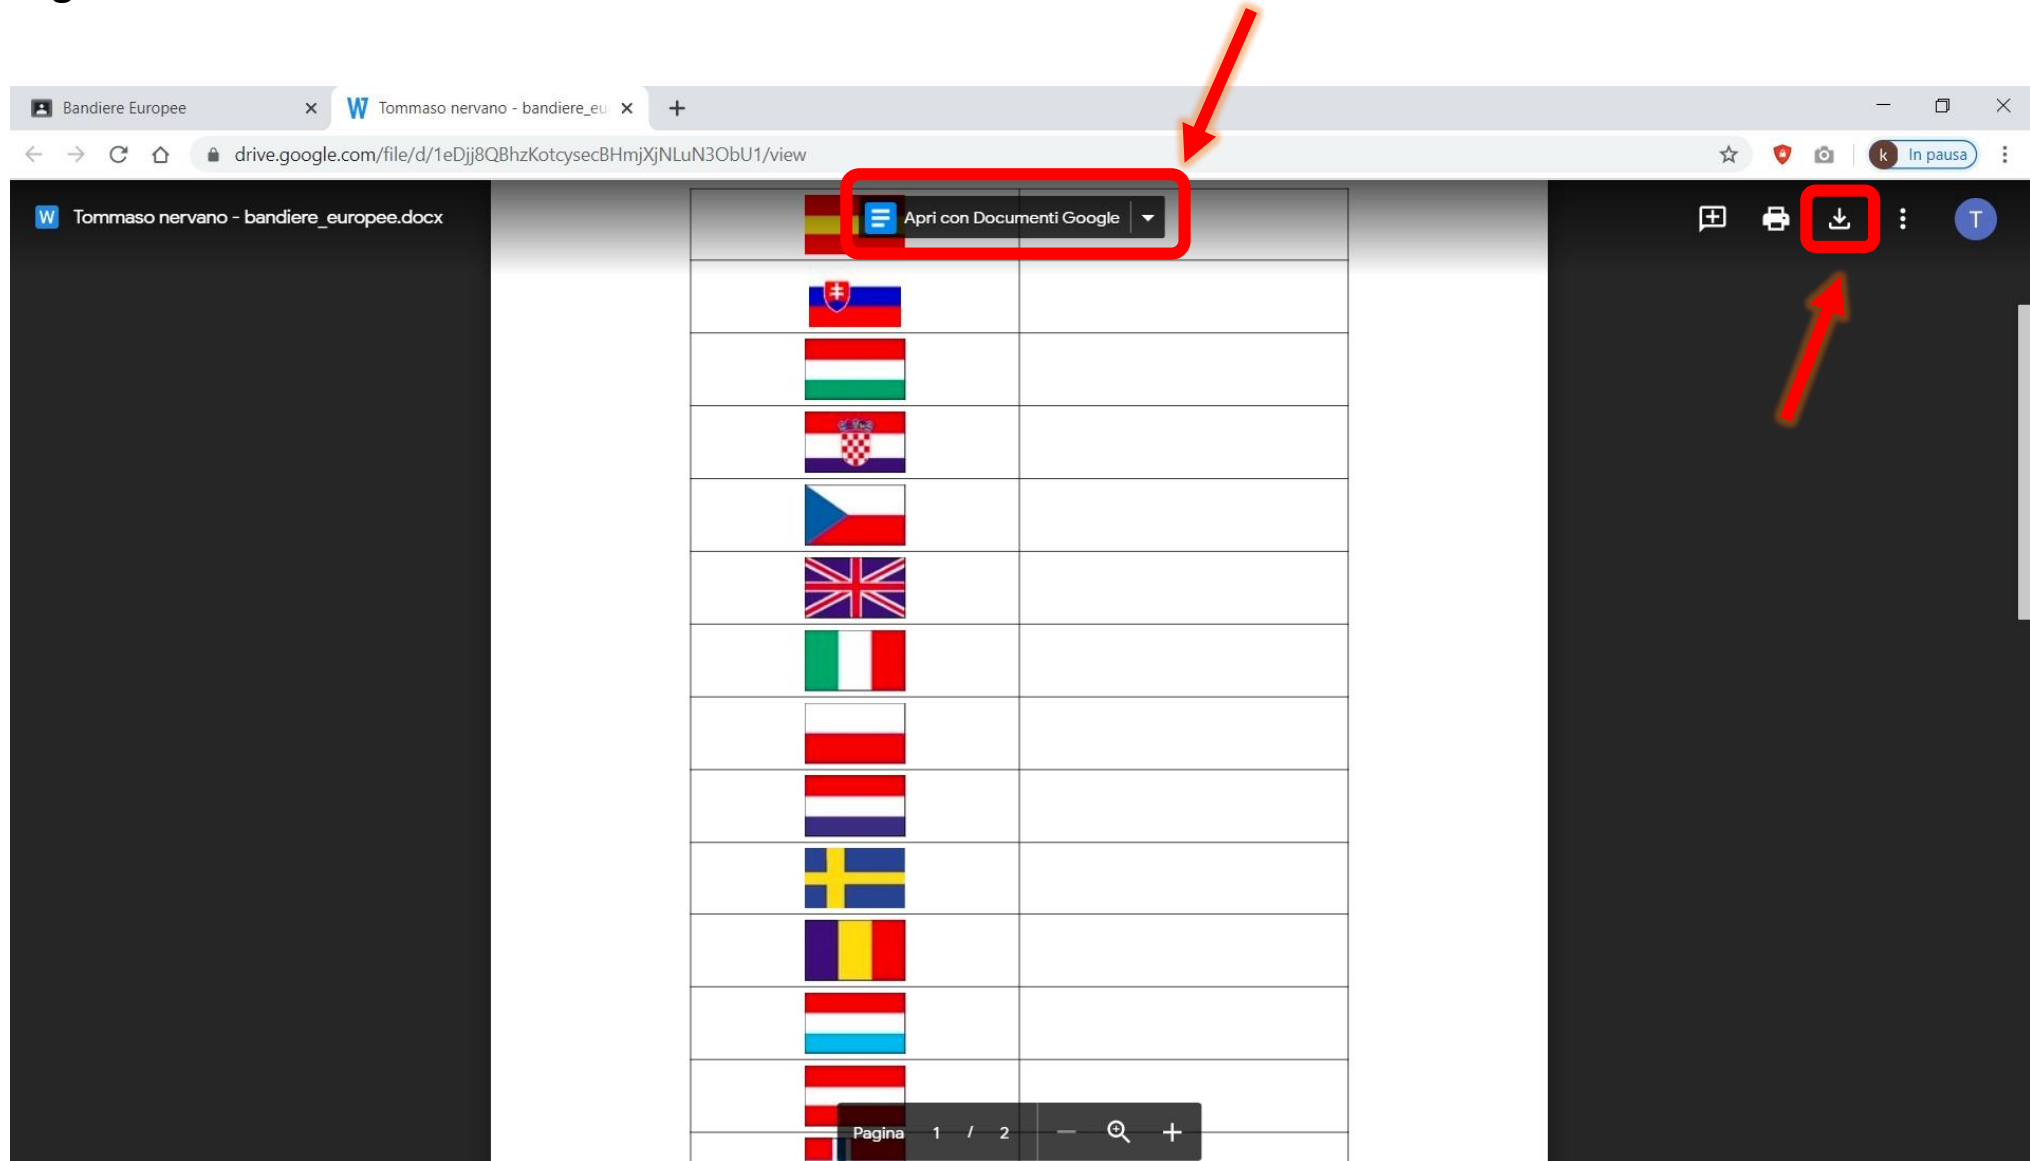 Bandiere Europee
Tommaso nervano - bandiere_eu
drive.google.com/file/d/1eDjj8QBhzKotcysecBHmjXjNLuN3ObU1/view
k In pausa
W Tommaso nervano - bandiere_europee.docx
Apri con Documenti Google
T
Pagina 1 / 2